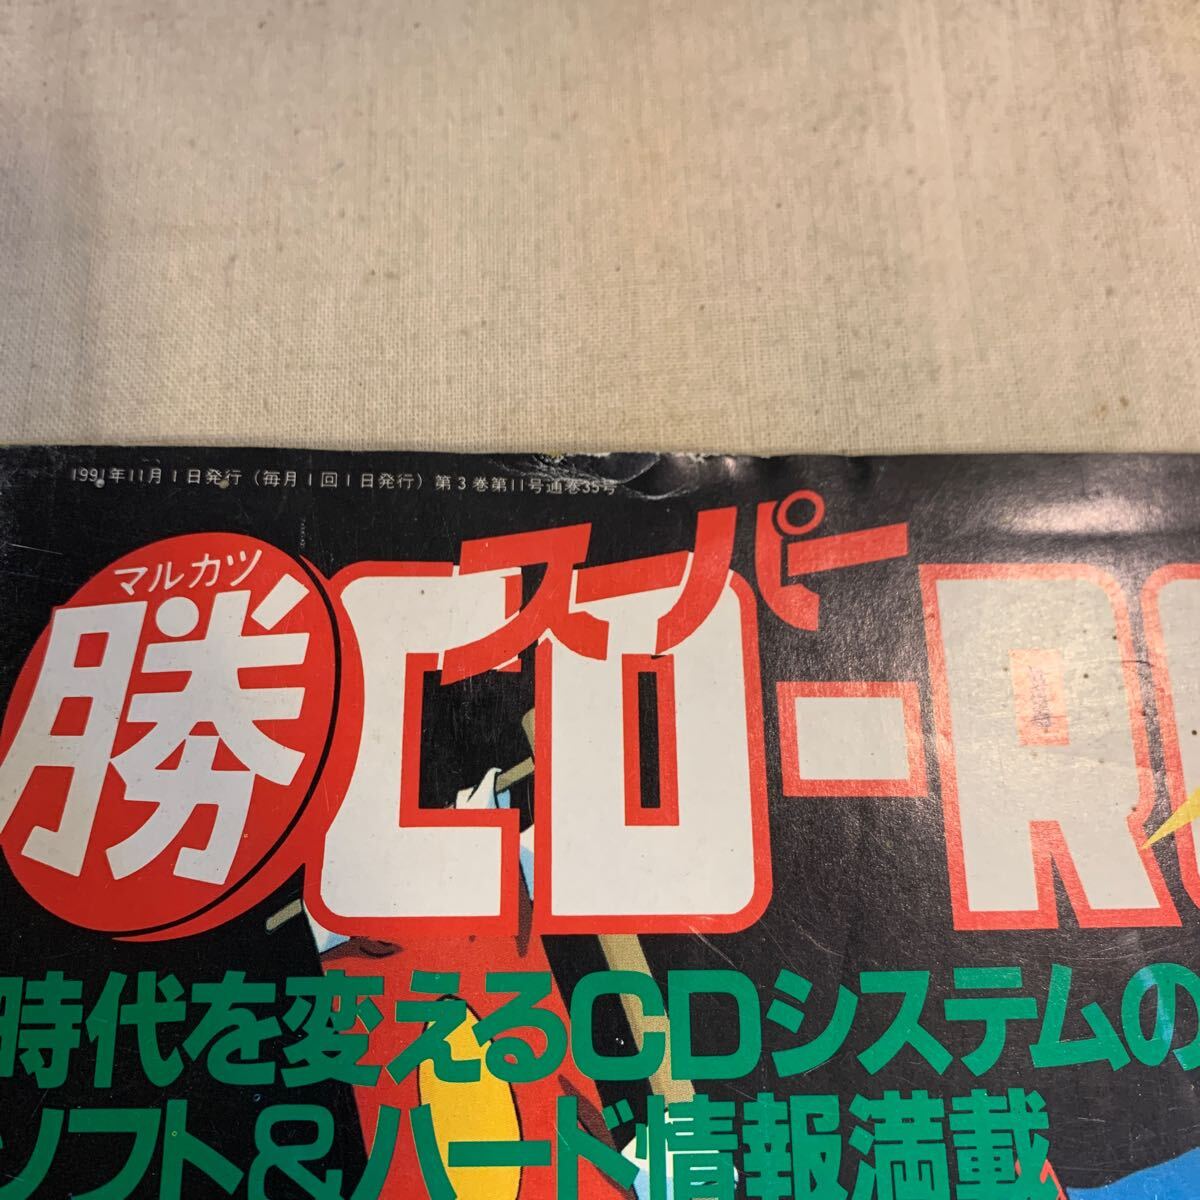 1991年11月1日発行（毎月1回1日発行）第3巻第11号通巻35号
マルカツ
勝
スーパー
CD-R
時代を変えるCDシステムの
ソフト&ハード情報満載